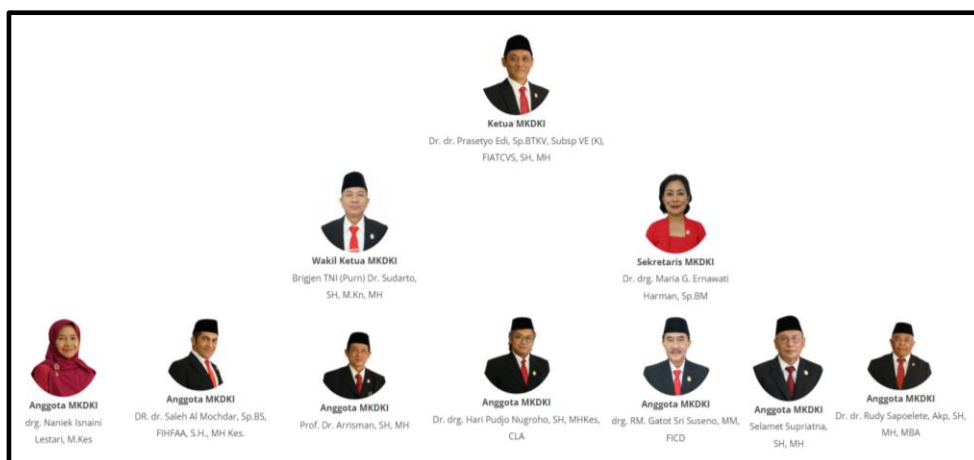 Ketua MKDKI
Dr. dr. Prasetyo Edi, Sp.BTKV, Subsp VE (K),
FIATCVS, SH, MH
Wakil Ketua MKDKI
Brigjen TNI (Purn) Dr. Sudarto,
SH, M.Kn, MH
Sekretaris MKDKI
Dr. drg. Maria G. Ernawati
Harman, Sp.BM
Anggota MKDKI
drg. Naniek Isnaini
Lestari, M.Kes
Anggota MKDKI
DR. dr. Saleh Al Mochdar, Sp.BS,
FIHFAA, S.H., MH Kes.
Anggota MKDKI
Prof. Dr. Arrisman, SH, MH
Anggota MKDKI
Dr. drg. Hari Pudjo Nugroho, SH, MHKes,
CLA
Anggota MKDKI
drg. RM. Gatot Sri Suseno, MM,
FICD
Anggota MKDKI
Selamet Supriatna,
SH, MH
Anggota MKDKI
Dr. dr. Rudy Sapoelete, Akp, SH,
MH, MBA